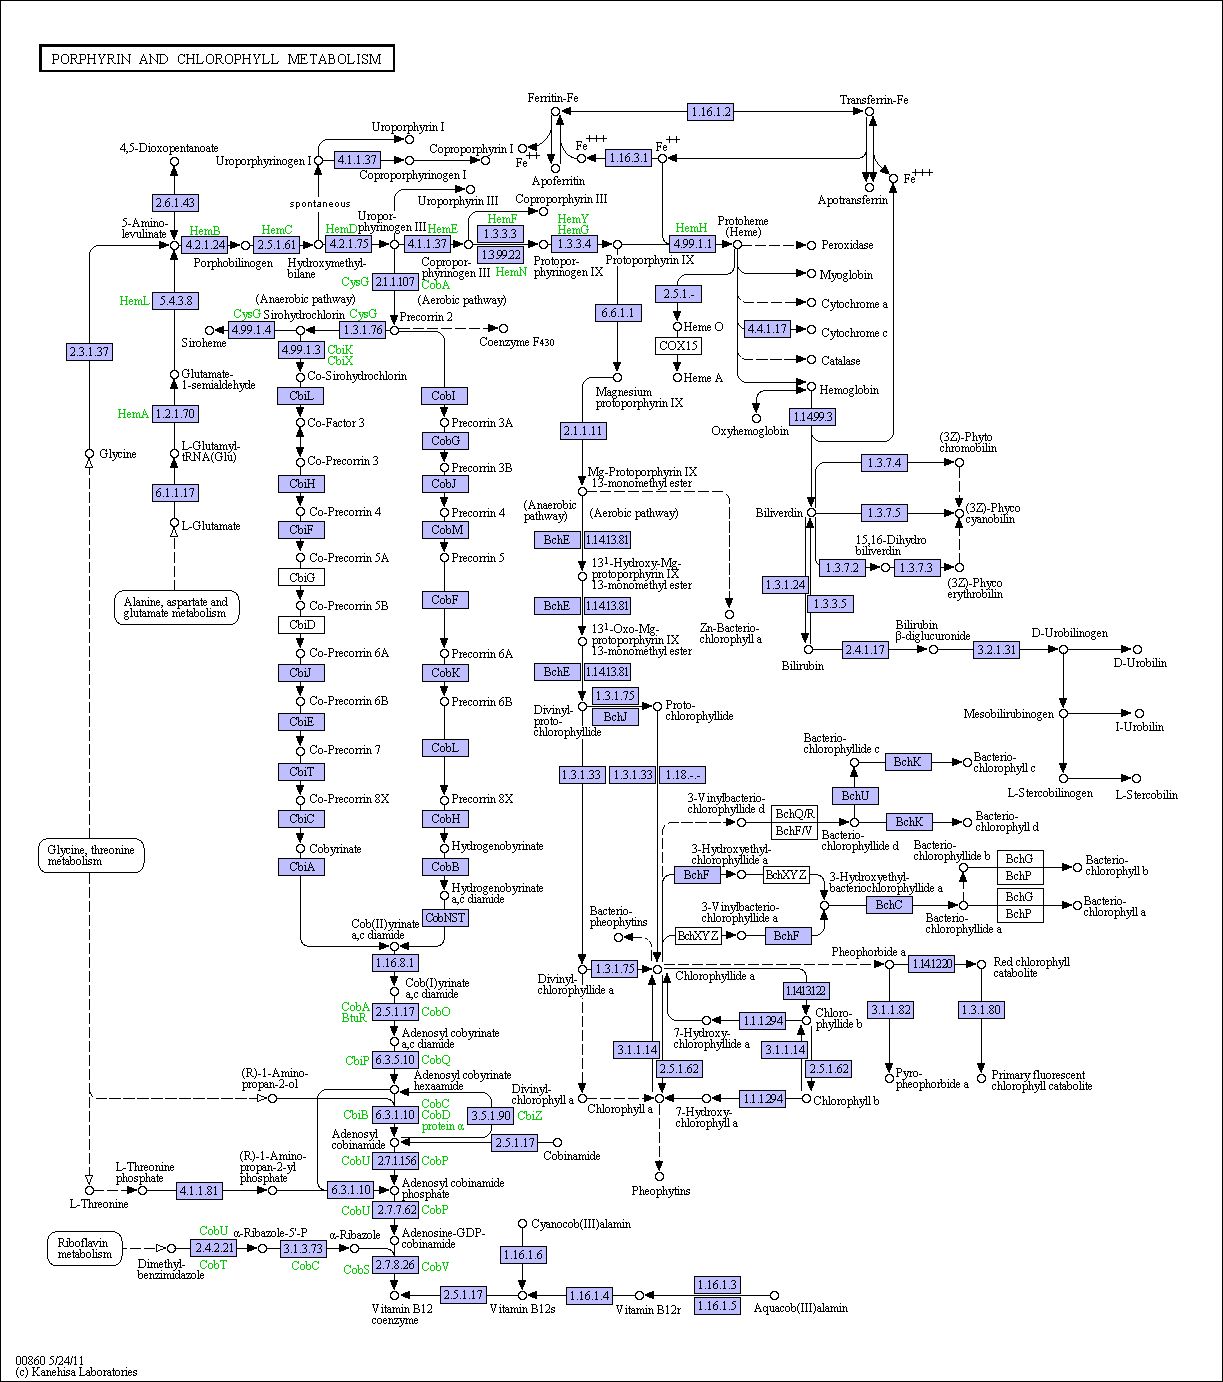 PORPHYRIN AND CHLOROPHYLL METABOLISM
Ferritin-Fe
1.16.1.2
Transferrin-Fe
Uroporphyrin I
Fe+++
Fe++
4,5-Dioxopentanoate
Uroporphyrinogen I
4.1.1.37
Coproporphyrin I
Fe++
1.16.3.1
Coproporphyrinogen I
Apoferritin
Fe+++
Apotransferrin
2.6.1.43
spontaneous
Uroporphyrin III
Coproporphyrin III
5-Amino-
levulinate
HemB
4.2.1.24
HemC
2.5.1.61
HemD
4.2.1.75
Uropor-
phyrinogen III
HemE
4.1.1.37
HemF
1.3.3.3
1.3.99.22
HemN
HemY
HemG
1.3.3.4
HemH
4.99.1.1
Protoheme
(Heme)
Peroxidase
Porphobilinogen
Hydroxymethyl-
bilane
Copropor-
phyrinogen III
Protopor-
phyrinogen IX
Protoporphyrin IX
Myoglobin
CysG
2.1.1.107
CobA
2.5.1.-
Cytochrome a
HemL
5.4.3.8
(Anaerobic pathway)
(Aerobic pathway)
6.6.1.1
Heme O
4.4.1.17
Cytochrome c
CysG
Sirohydrochlorin
CysG
Precorrin 2
Siroheme
4.99.1.4
1.3.1.76
Coenzyme F430
COX15
Catalase
2.3.1.37
4.99.1.3
CbiK
CbiX
Glutamate-
1-semialdehyde
Co-Sirohydrochlorin
Heme A
Hemoglobin
CbiL
CobI
Magnesium
protoporphyrin IX
HemA
1.2.1.70
Oxyhemoglobin
1.14.99.3
Co-Factor 3
Precorrin 3A
CobG
2.1.1.11
Glycine
L-Glutamyl-
tRNA(Glu)
Co-Precorrin 3
Precorrin 3B
(3Z)-Phyto
chromobilin
1.3.7.4
6.1.1.17
CbiH
CobJ
Mg-Protoporphyrin IX
13-monomethyl ester
L-Glutamate
Co-Precorrin 4
Precorrin 4
(Anaerobic
pathway)
(Aerobic pathway)
Biliverdin
1.3.7.5
(3Z)-Phyco
cyanobilin
CbiF
CobM
BchE
1.14.13.81
15,16-Dihydro
biliverdin
Co-Precorrin 5A
Precorrin 5
13¹-Hydroxy-Mg-
protoporphyrin IX
13-monomethyl ester
1.3.7.2
1.3.7.3
(3Z)-Phyco
erythrobilin
CbiG
1.3.1.24
1.3.3.5
Alanine, aspartate and
glutamate metabolism
Co-Precorrin 5B
CobF
BchE
1.14.13.81
CbiD
13¹-Oxo-Mg-
protoporphyrin IX
13-monomethyl ester
Zn-Bacterio-
chlorophyll a
Co-Precorrin 6A
Precorrin 6A
Bilirubin
2.4.1.17
Bilirubin
β-diglucuronide
3.2.1.31
D-Urobilinogen
D-Urobilin
CbiJ
CobK
BchE
1.14.13.81
Co-Precorrin 6B
Precorrin 6B
Divinyl-
proto-
chlorophyllide
1.3.1.75
BchJ
Proto-
chlorophyllide
Mesobilirubinogen
I-Urobilin
CbiE
Co-Precorrin 7
CobL
CbiT
1.3.1.33
1.3.1.33
1.18.-.-
Bacterio-
chlorophyllide c
BchK
Bacterio-
chlorophyll c
L-Stercobilinogen
L-Stercobilin
Co-Precorrin 8X
Precorrin 8X
3-Vinylbacterio-
chlorophyllide d
BchU
CbiC
CobH
BchQ/R
BchF/V
Bacterio-
chlorophyllide d
BchK
Bacterio-
chlorophyll d
Glycine, threonine
metabolism
Cobyrinate
Hydrogenobyrinate
3-Hydroxyethyl-
chlorophyllide a
Bacterio-
chlorophyllide b
CbiA
CobB
BchF
BchXYZ
3-Hydroxyethyl-
bacteriochlorophyllide a
BchG
BchP
Bacterio-
chlorophyll b
Hydrogenobyrinate
a,c diamide
3-Vinylbacterio-
chlorophyllide a
BchC
BchG
BchP
Bacterio-
chlorophyll a
Cob(II)yrinate
a,c diamide
CobNST
Bacterio-
pheophytins
BchXYZ
BchF
Bacterio-
chlorophyllide a
1.16.8.1
Divinyl-
chlorophyllide a
1.3.1.75
Chlorophyllide a
Pheophorbide a
1.14.12.20
Red chlorophyll
catabolite
Cob(I)yrinate
a,c diamide
1.14.13.122
CobA
BtuR
2.5.1.17
CobO
7-Hydroxy-
chlorophyllide a
1.1.1.294
Chloro-
phyllide b
3.1.1.82
1.3.1.80
Adenosyl cobyrinate
a,c diamide
CbiP
6.3.5.10
CobQ
3.1.1.14
2.5.1.62
3.1.1.14
2.5.1.62
(R)-1-Amino-
propan-2-ol
Adenosyl cobyrinate
hexaamide
Divinyl-
chlorophyll a
Chlorophyll a
7-Hydroxy-
chlorophyll a
1.1.1.294
Chlorophyll b
Pyro-
pheophorbide a
Primary fluorescent
chlorophyll catabolite
CbiB
6.3.1.10
CobC
CobD
protein α
3.5.1.90
CbiZ
Adenosyl
cobinamide
2.5.1.17
Cobinamide
CobU
2.7.1.156
CobP
L-Threonine
phosphate
(R)-1-Amino-
propan-2-yl
phosphate
L-Threonine
4.1.1.81
6.3.1.10
Adenosyl cobinamide
phosphate
Pheophytins
CobU
2.7.7.62
CobP
Riboflavin
metabolism
CobU
2.4.2.21
CobT
α-Ribazole-5'-P
3.1.3.73
CobC
α-Ribazole
Adenosine-GDP-
cobinamide
Cyanocob(III)alamin
Dimethyl-
benzimidazole
CobS
2.7.8.26
CobV
1.16.1.6
Vitamin B12
coenzyme
2.5.1.17
Vitamin B12s
1.16.1.4
Vitamin B12r
1.16.1.3
1.16.1.5
Aquacob(III)alamin
00860 5/24/11
(c) Kanehisa Laboratories